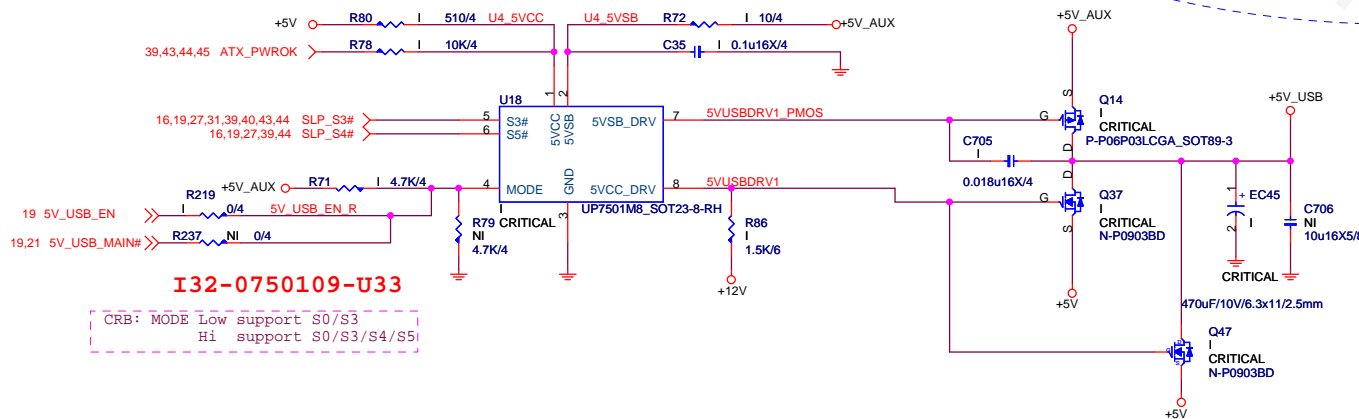 +5V R80 I 510/4 U4_5VCC U4_5VSB R72 I 10/4 +5V_AUX
39,43,44,45 ATX_PWROK R78 I 10K/4 C35 I 0.1u16X/4
+5V_AUX
U18
1 2
16,19,27,31,39,40,43,44 SLP_S3# 5 S3# 5VCC 5VSB 5VSB_DRV 7 5VUSBDRV1_PMOS
16,19,27,39,44 SLP_S4# 6 S5#
S G D
Q14
I
CRITICAL
P-P06P03LCGA_SOT89-3
+5V_USB
C705
I
0.018u16X/4
+5V_AUX R71 I 4.7K/4 4 MODE GND 5VCC_DRV 8 5VUSBDRV1
3
I
CRITICAL
UP7501M8_SOT23-8-RH
R219
I
19 5V_USB_EN 0/4 5V_USB_EN_R
19,21 5V_USB_MAIN# R237 NI 0/4
R79
NI
4.7K/4
R86
I
1.5K/6
+12V
D G S
Q37
I
CRITICAL
N-P0903BD
+5V
1 + EC45
2 I
CRITICAL
470uF/10V/6.3x11/2.5mm
C706
NI
10u16X5/
I32-0750109-U33
CRB: MODE Low support S0/S3
Hi support S0/S3/S4/S5
Q47
I
CRITICAL
N-P0903BD
+5V